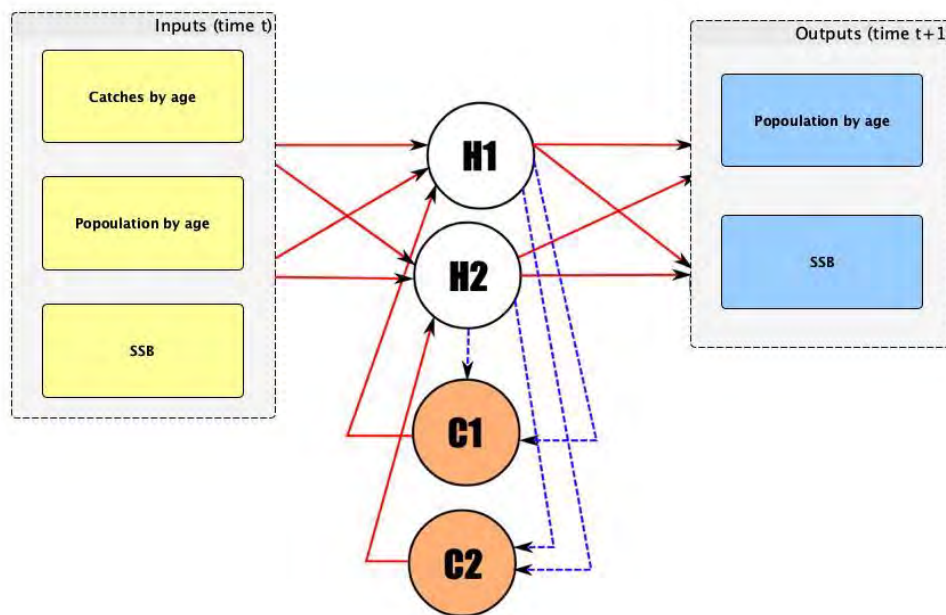 Inputs (time t)
Catches by age
Popoulation by age
SSB
H1
H2
C1
C2
Outputs (time t+1
Popoulation by age
SSB